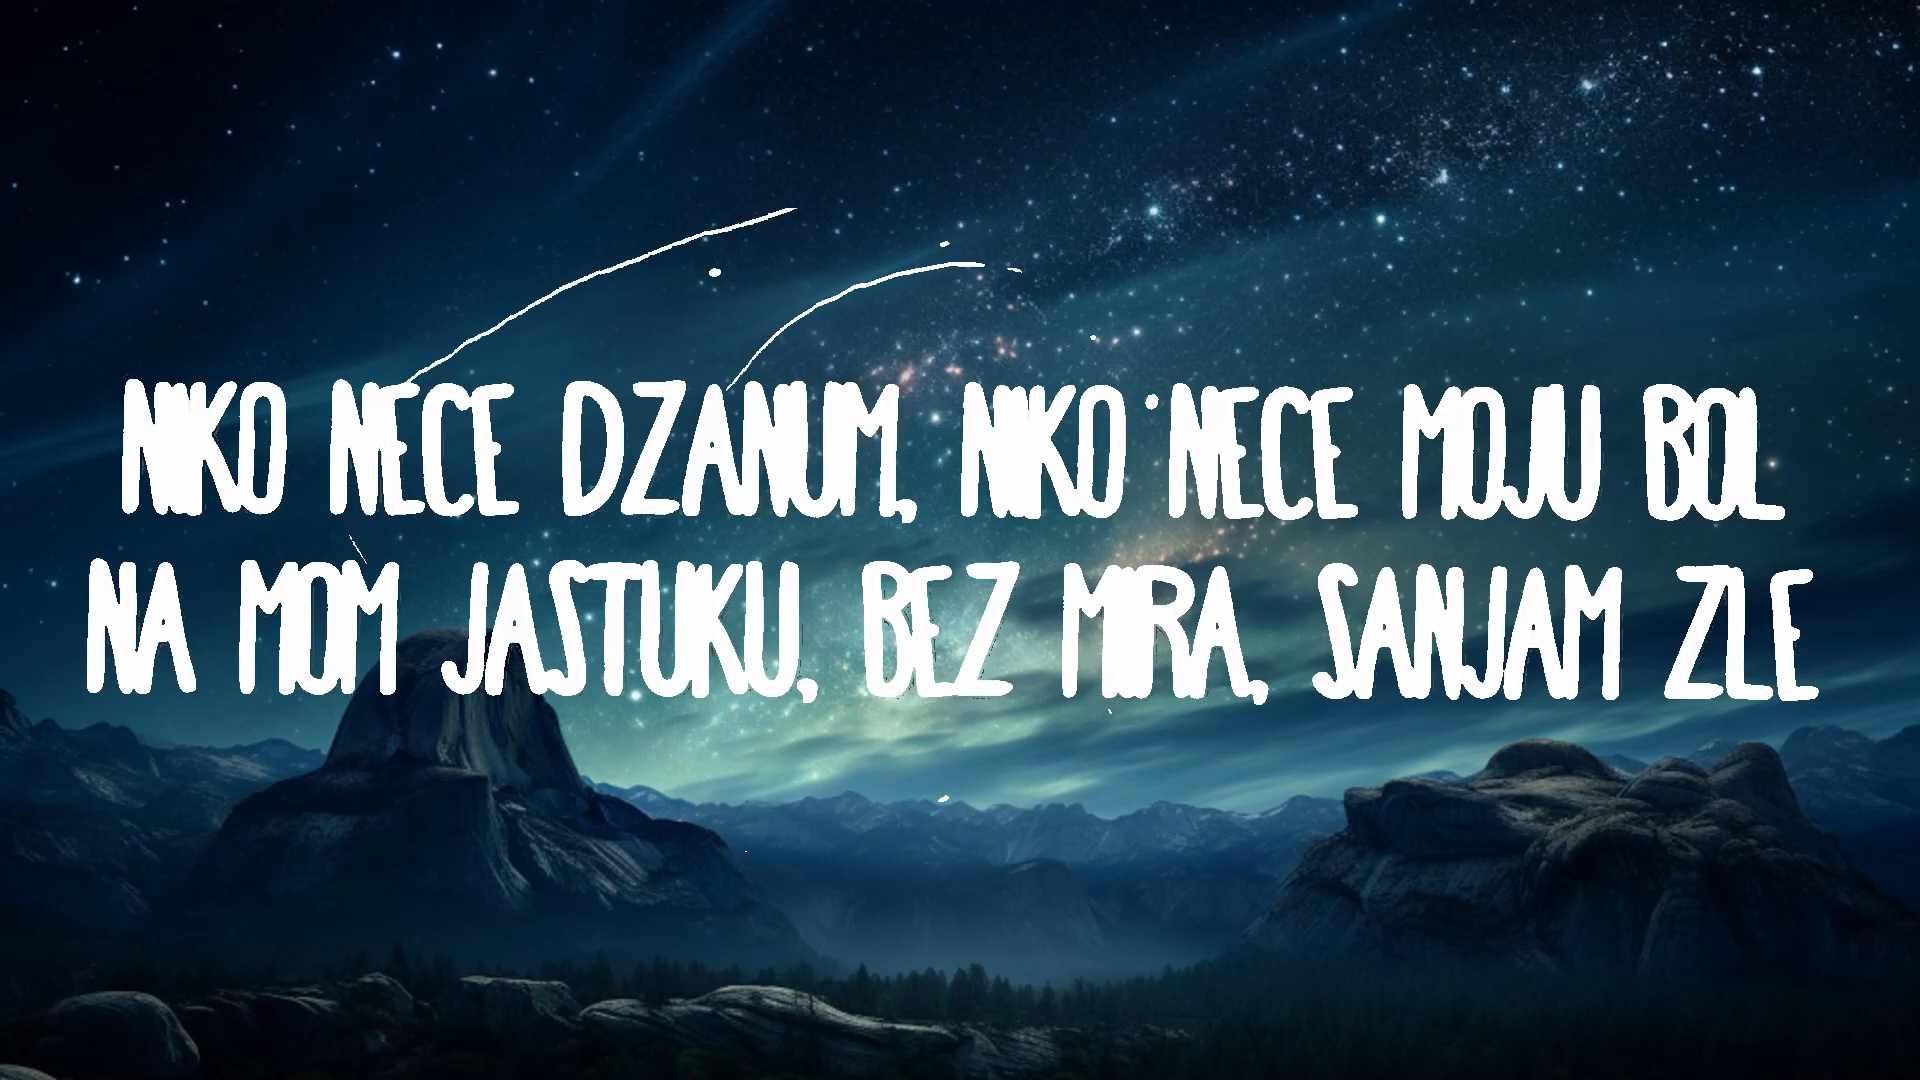 NIKO NECE DZANUM, NIKO NECE MOJU BOL
NA MOM JASTUKU, BEZ MIRA, SANJAM ZLE